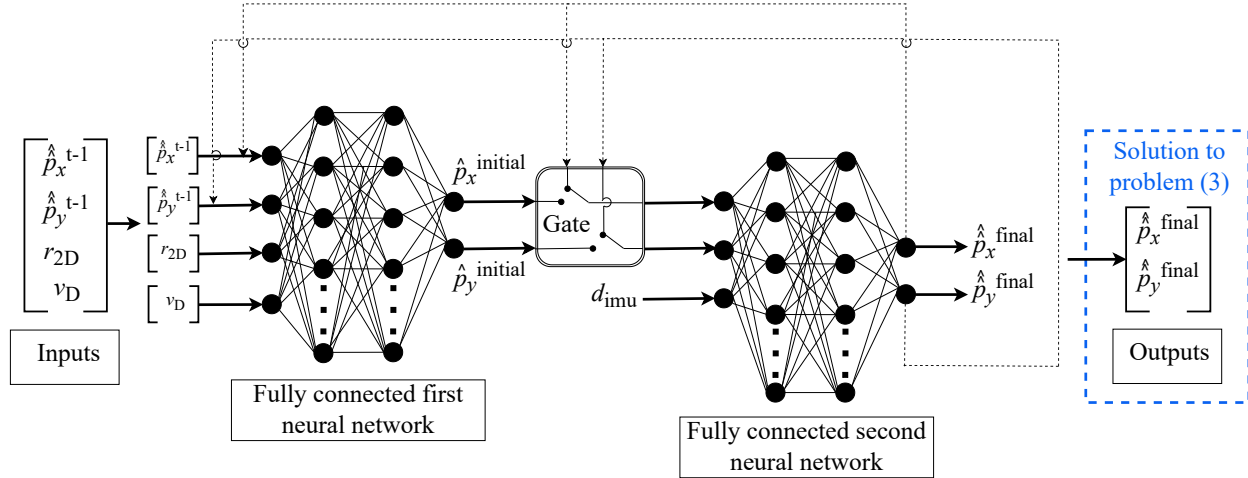 p̂̂_x^t-1
p̂̂_y^t-1
r_2D
v_D
Inputs
p̂̂_x^t-1
p̂̂_y^t-1
r_2D
v_D
Fully connected first
neural network
p̂_x^initial
p̂_y^initial
Gate
d_imu
Fully connected second
neural network
p̂̂_x^final
p̂̂_y^final
Solution to
problem (3)
p̂̂_x^final
p̂̂_y^final
Outputs